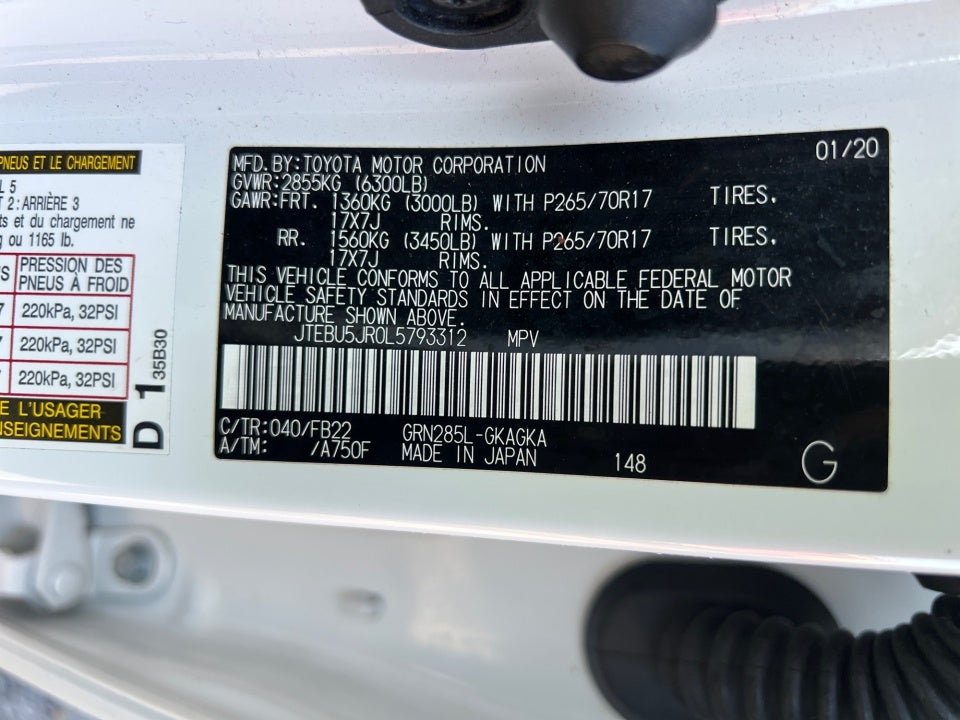 PNEUS ET LE CHARGEMENT
L 5
2: ARRIÈRE 3
ts et du chargement ne
ou 1165 lb.
S PRESSION DES
PNEUS À FROID
7 220kPa, 32PSI
7 220kPa, 32PSI
220kPa, 32PSI
E L'USAGER
NSEIGNEMENTS
D 1 35B30
01/20
MFD.BY:TOYOTA MOTOR CORPORATION
GVWR:2855KG (6300LB)
GAWR:FRT. 1360KG (3000LB) WITH P265/70R17 TIRES.
17X7J RIMS.
RR. 1560KG (3450LB) WITH P265/70R17 TIRES.
17X7J RIMS.
THIS VEHICLE CONFORMS TO ALL APPLICABLE FEDERAL MOTOR
VEHICLE SAFETY STANDARDS IN EFFECT ON THE DATE OF
MANUFACTURE SHOWN ABOVE.
JTEBU5JR0L5793312 MPV
C/TR:040/FB22 GRN285L-GKAGKA
A/TM: /A750F MADE IN JAPAN 148
G